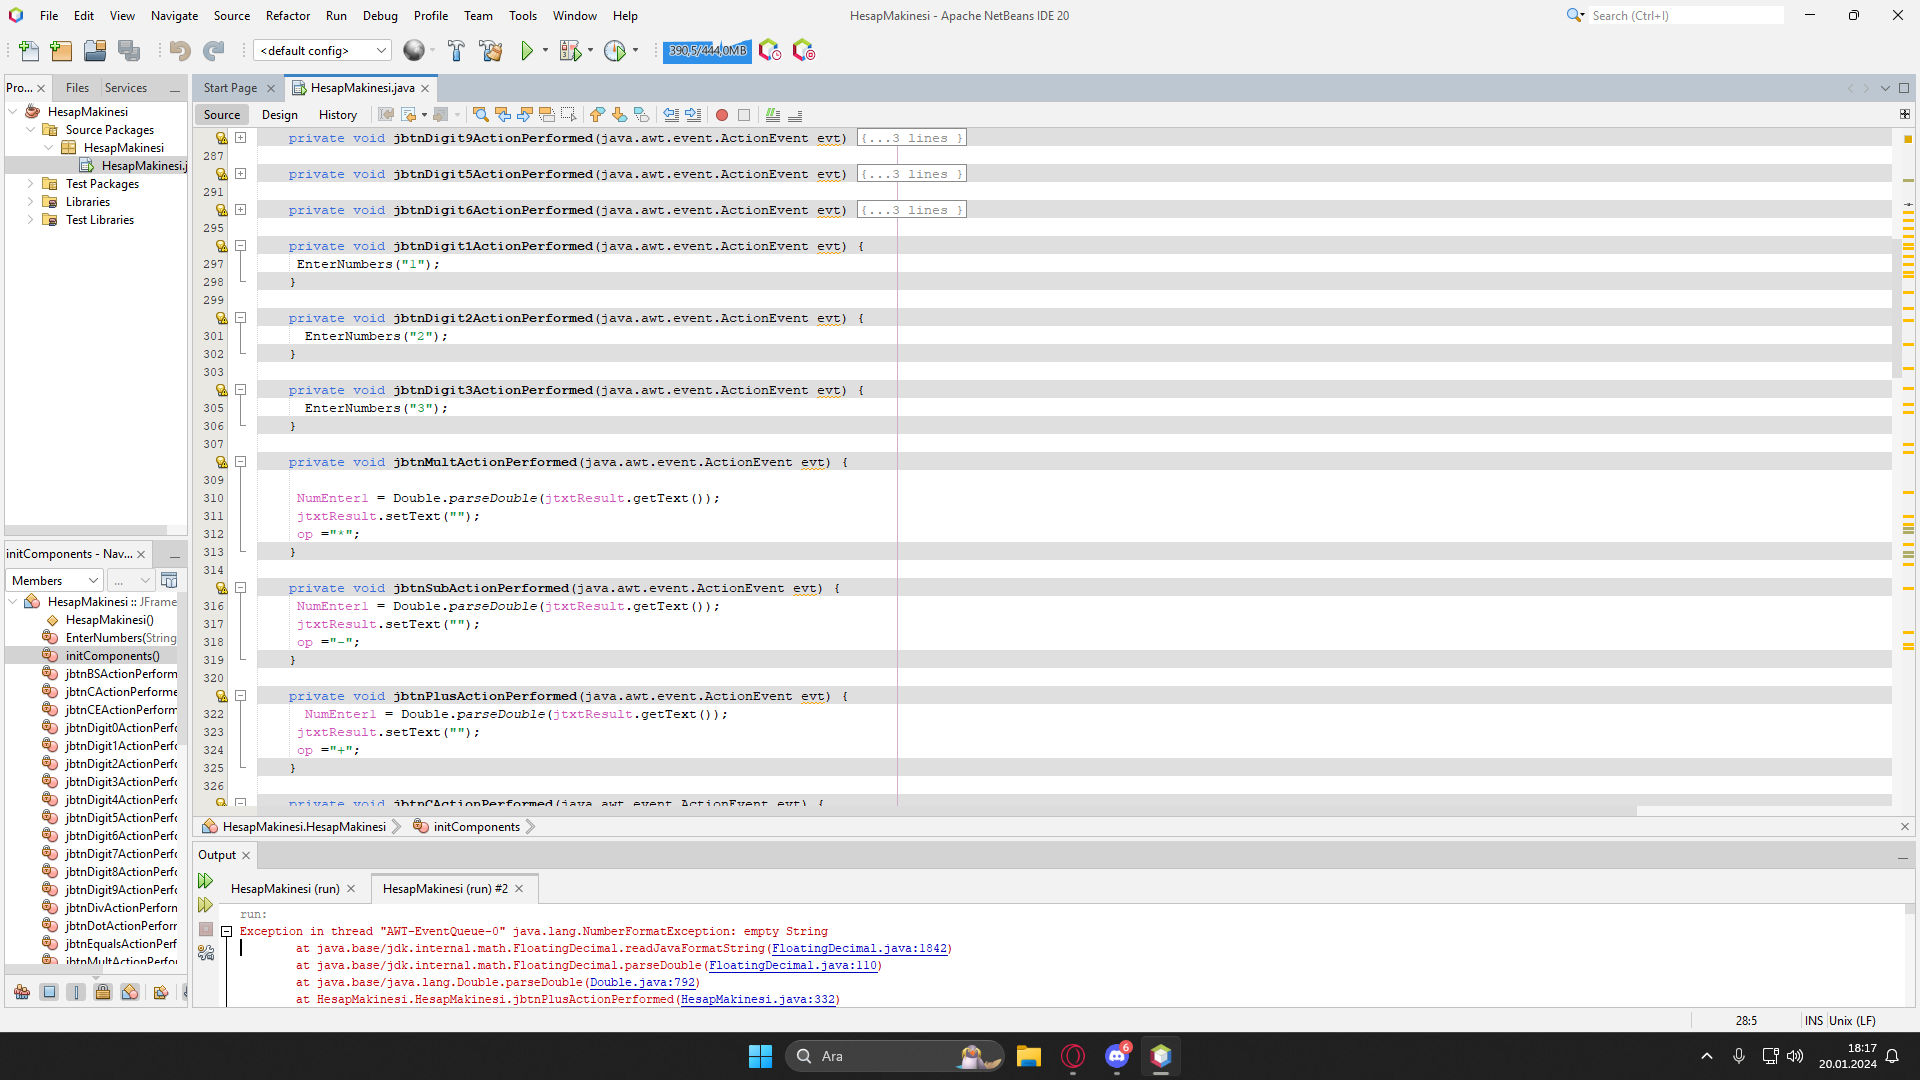 File Edit View Navigate Source Refactor Run Debug Profile Team Tools Window Help
HesapMakinesi - Apache NetBeans IDE 20
Search (Ctrl+I)
<default config>
390,5/444,0MB
Pro...
Files
Services
HesapMakinesi
Source Packages
HesapMakinesi
HesapMakinesi.j
Test Packages
Libraries
Test Libraries
Start Page
HesapMakinesi.java
Source
Design
History
private void jbtnDigit9ActionPerformed(java.awt.event.ActionEvent evt) {...3 lines }
287
private void jbtnDigit5ActionPerformed(java.awt.event.ActionEvent evt) {...3 lines }
291
private void jbtnDigit6ActionPerformed(java.awt.event.ActionEvent evt) {...3 lines }
295
private void jbtnDigit1ActionPerformed(java.awt.event.ActionEvent evt) {
297 EnterNumbers("1");
298 }
299
private void jbtnDigit2ActionPerformed(java.awt.event.ActionEvent evt) {
301 EnterNumbers("2");
302 }
303
private void jbtnDigit3ActionPerformed(java.awt.event.ActionEvent evt) {
305 EnterNumbers("3");
306 }
307
private void jbtnMultActionPerformed(java.awt.event.ActionEvent evt) {
309
310 NumEnter1 = Double.parseDouble(jtxtResult.getText());
311 jtxtResult.setText("");
312 op ="*";
313 }
314
private void jbtnSubActionPerformed(java.awt.event.ActionEvent evt) {
316 NumEnter1 = Double.parseDouble(jtxtResult.getText());
317 jtxtResult.setText("");
318 op ="-";
319 }
320
private void jbtnPlusActionPerformed(java.awt.event.ActionEvent evt) {
322 NumEnter1 = Double.parseDouble(jtxtResult.getText());
323 jtxtResult.setText("");
324 op ="+";
325 }
326
private void jbtnCActionPerformed(java.awt.event.ActionEvent evt) {
HesapMakinesi.HesapMakinesi
initComponents
initComponents - Nav...
Members
...
HesapMakinesi :: JFrame
HesapMakinesi()
EnterNumbers(String
initComponents()
jbtnBSActionPerform
jbtnCActionPerforme
jbtnCEActionPerform
jbtnDigit0ActionPerfo
jbtnDigit1ActionPerfo
jbtnDigit2ActionPerfo
jbtnDigit3ActionPerfo
jbtnDigit4ActionPerfo
jbtnDigit5ActionPerfo
jbtnDigit6ActionPerfo
jbtnDigit7ActionPerfo
jbtnDigit8ActionPerfo
jbtnDigit9ActionPerfo
jbtnDivActionPerform
jbtnDotActionPerform
jbtnEqualsActionPerf
jbtnMultActionPerfor
Output
HesapMakinesi (run)
HesapMakinesi (run) #2
run:
Exception in thread "AWT-EventQueue-0" java.lang.NumberFormatException: empty String
at java.base/jdk.internal.math.FloatingDecimal.readJavaFormatString(FloatingDecimal.java:1842)
at java.base/jdk.internal.math.FloatingDecimal.parseDouble(FloatingDecimal.java:110)
at java.base/java.lang.Double.parseDouble(Double.java:792)
at HesapMakinesi.HesapMakinesi.jbtnPlusActionPerformed(HesapMakinesi.java:332)
28:5
INS
Unix (LF)
Ara
6
18:17
20.01.2024